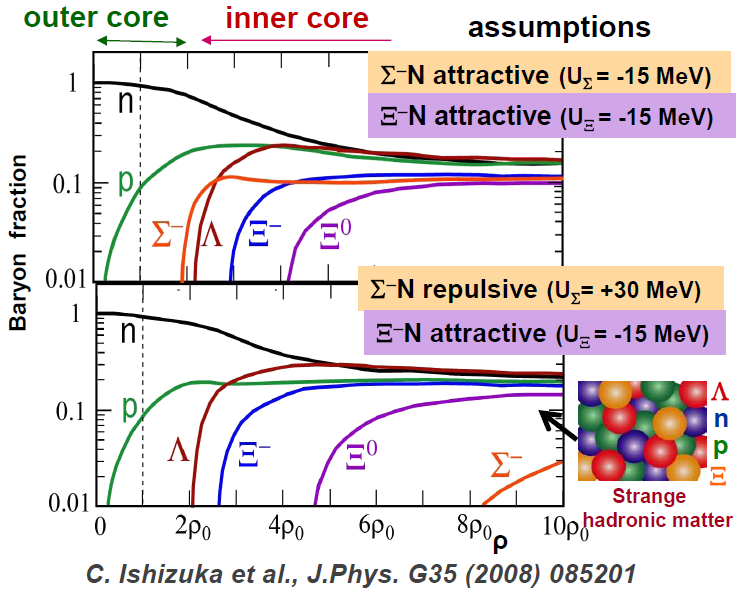 outer core inner core assumptions
Σ⁻N attractive (U_Σ = -15 MeV)
Ξ⁻N attractive (U_Ξ = -15 MeV)
1
n
0.1
p
Σ⁻ Λ Ξ⁻ Ξ⁰
0.01
Baryon fraction
Σ⁻N repulsive (U_Σ= +30 MeV)
Ξ⁻N attractive (U_Ξ = -15 MeV)
1
n
0.1
p
Λ Ξ⁻ Ξ⁰ Σ⁻
0.01
0 2ρ₀ 4ρ₀ 6ρ₀ 8ρ₀ 10ρ₀
ρ
Λ
n
p
Ξ
Strange
hadronic matter
C. Ishizuka et al., J.Phys. G35 (2008) 085201